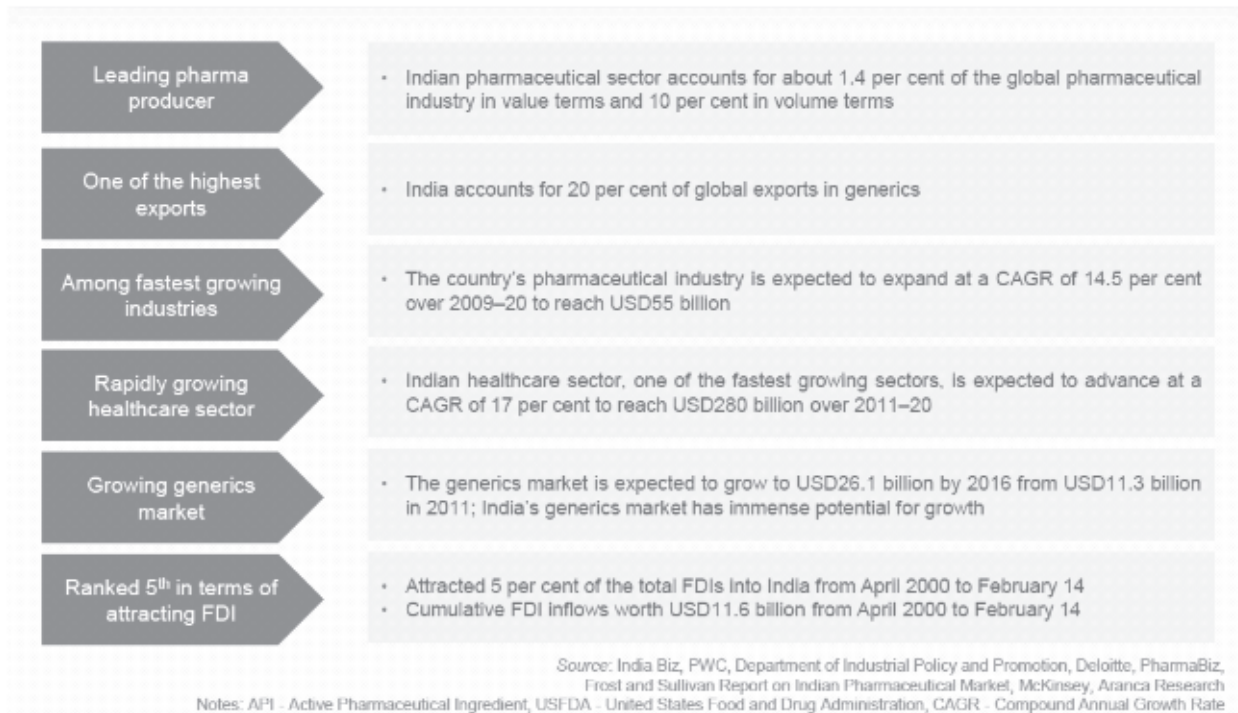 Leading pharma
producer
• Indian pharmaceutical sector accounts for about 1.4 per cent of the global pharmaceutical
industry in value terms and 10 per cent in volume terms
One of the highest
exports
• India accounts for 20 per cent of global exports in generics
Among fastest growing
industries
• The country's pharmaceutical industry is expected to expand at a CAGR of 14.5 per cent
over 2009–20 to reach USD55 billion
Rapidly growing
healthcare sector
• Indian healthcare sector, one of the fastest growing sectors, is expected to advance at a
CAGR of 17 per cent to reach USD280 billion over 2011–20
Growing generics
market
• The generics market is expected to grow to USD26.1 billion by 2016 from USD11.3 billion
in 2011; India's generics market has immense potential for growth
Ranked 5th in terms of
attracting FDI
• Attracted 5 per cent of the total FDIs into India from April 2000 to February 14
• Cumulative FDI inflows worth USD11.6 billion from April 2000 to February 14
Source: India Biz, PWC, Department of Industrial Policy and Promotion, Deloitte, PharmaBiz,
Frost and Sullivan Report on Indian Pharmaceutical Market, McKinsey, Aranca Research
Notes: API - Active Pharmaceutical Ingredient, USFDA - United States Food and Drug Administration, CAGR - Compound Annual Growth Rate